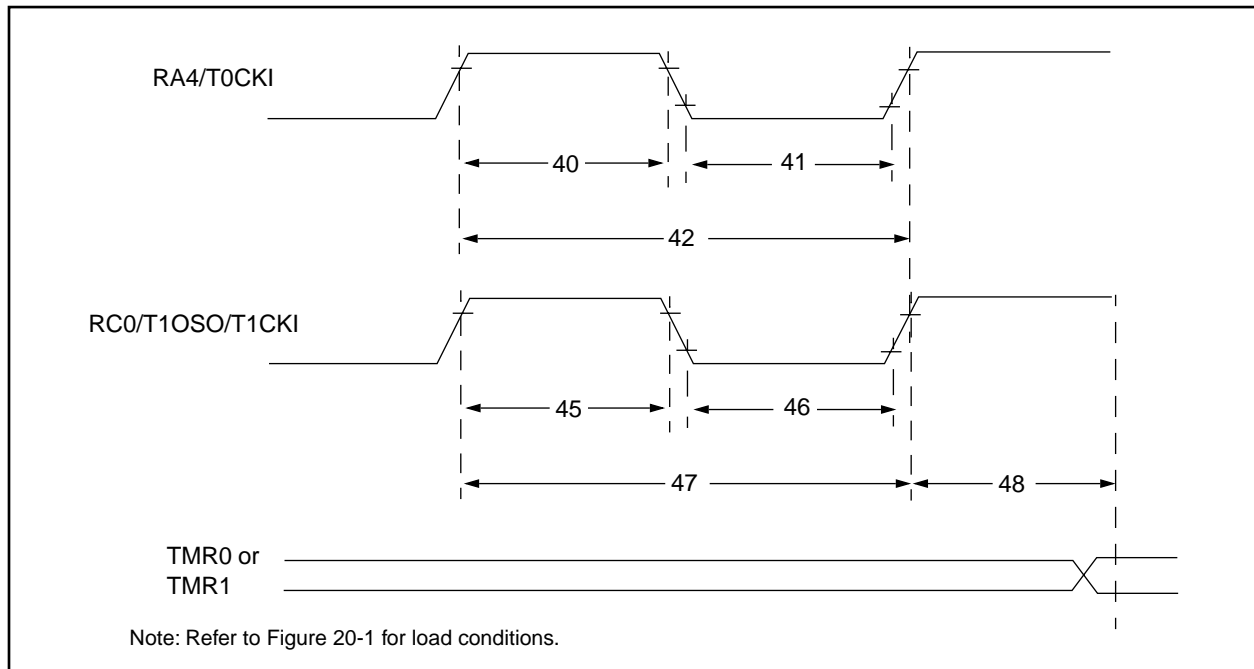 RA4/T0CKI
40
41
42
RC0/T1OSO/T1CKI
45
46
47
48
TMR0 or
TMR1
Note: Refer to Figure 20-1 for load conditions.